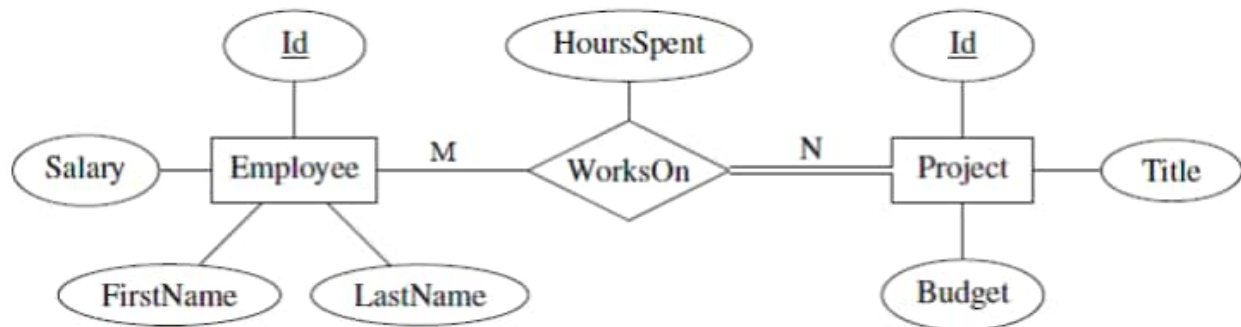 Id
HoursSpent
Id
Salary
Employee
M
WorksOn
N
Project
Title
FirstName
LastName
Budget